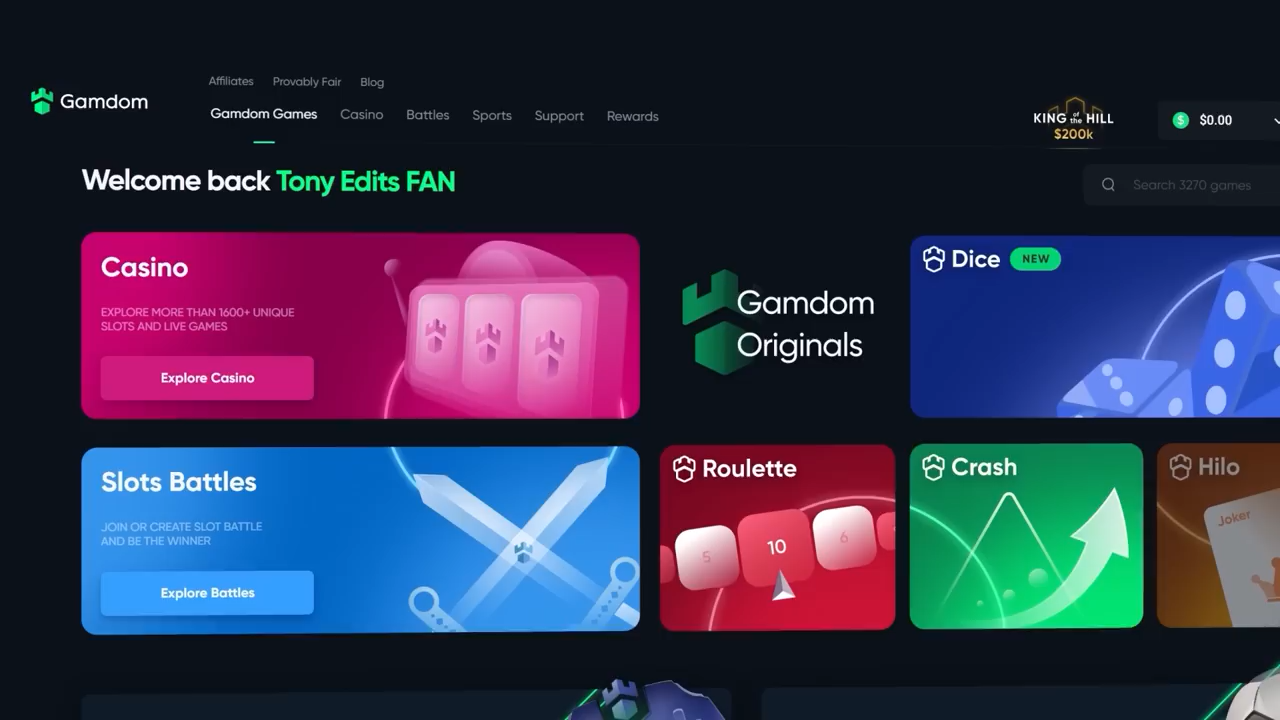 Affiliates Provably Fair Blog
Gamdom
Gamdom Games Casino Battles Sports Support Rewards
KING of the HILL
$200k
$ $0.00
Welcome back Tony Edits FAN
Search 3270 games
Casino
EXPLORE MORE THAN 1600+ UNIQUE
SLOTS AND LIVE GAMES
Explore Casino
Gamdom
Originals
Dice NEW
Slots Battles
JOIN OR CREATE SLOT BATTLE
AND BE THE WINNER
Explore Battles
Roulette
5 10 6
Crash
Hilo
Joker